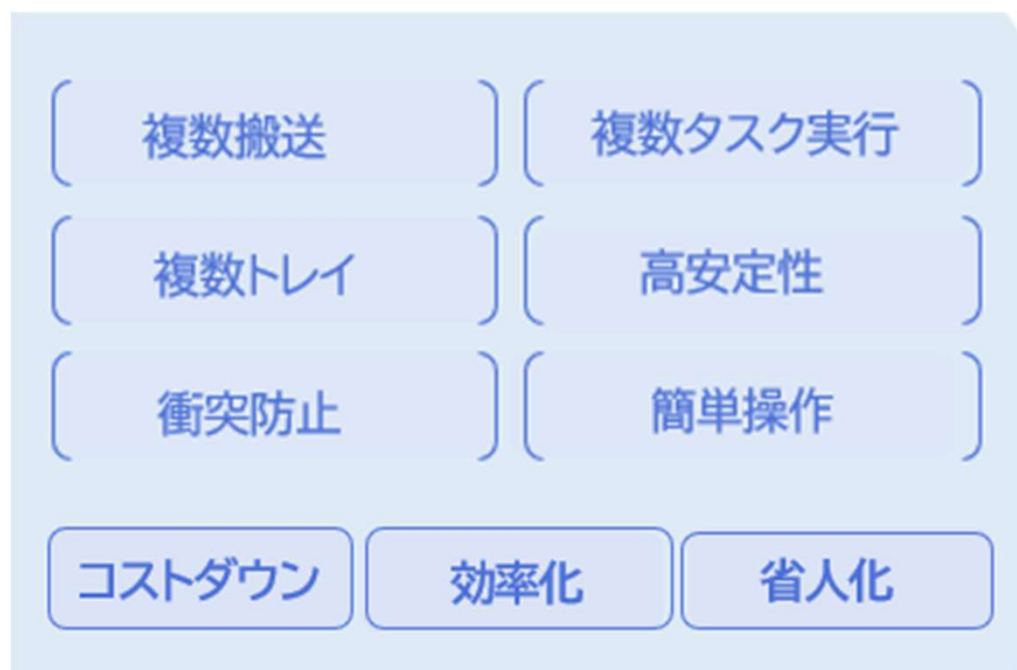 複数搬送
複数タスク実行
複数トレイ
高安定性
衝突防止
簡単操作
コストダウン
効率化
省人化